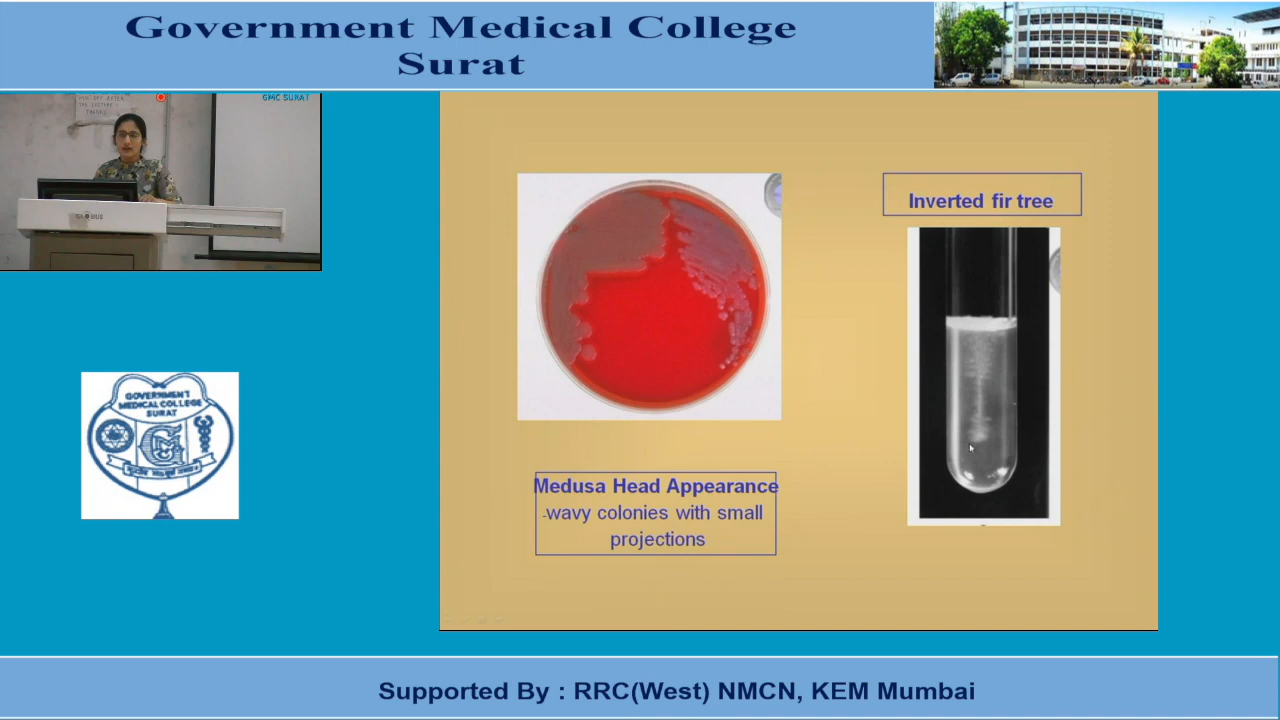 Government Medical College
Surat
GMC SURAT
GLOBUS
GOVERNMENT
MEDICAL COLLEGE
SURAT
Inverted fir tree
Medusa Head Appearance
-wavy colonies with small
projections
Supported By : RRC(West) NMCN, KEM Mumbai